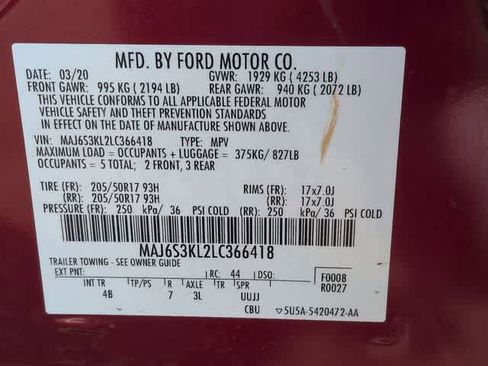 MFD. BY FORD MOTOR CO.
DATE: 03/20 GVWR: 1929 KG ( 4253 LB)
FRONT GAWR: 995 KG ( 2194 LB) REAR GAWR: 940 KG ( 2072 LB)
THIS VEHICLE CONFORMS TO ALL APPLICABLE FEDERAL MOTOR
VEHICLE SAFETY AND THEFT PREVENTION STANDARDS
IN EFFECT ON THE DATE OF MANUFACTURE SHOWN ABOVE.
VEHICLE IN: MAJ6S3KL2LC366418 TYPE: MPV
MAXIMUM LOAD = OCCUPANTS + LUGGAGE = 375KG/ 827LB
OCCUPANTS = 5 TOTAL; 2 FRONT, 3 REAR
TIRE (FR): 205/50R17 93H RIMS (FR): 17x7.0J
(RR): 205/50R17 93H (RR): 17x7.0J
PRESSURE (FR): 250 kPa/ 36 PSI COLD (RR): 250 kPa/ 36 PSI COLD
MAJ6S3KL2LC366418
TRAILER TOWING - SEE OWNER GUIDE
EXT PNT: RC: 44 DSO: F0008
INT TR TP/PS R AXLE TR SPR R0027
4B 7 3L UUJJ
CBU 5U5A-5420472-AA